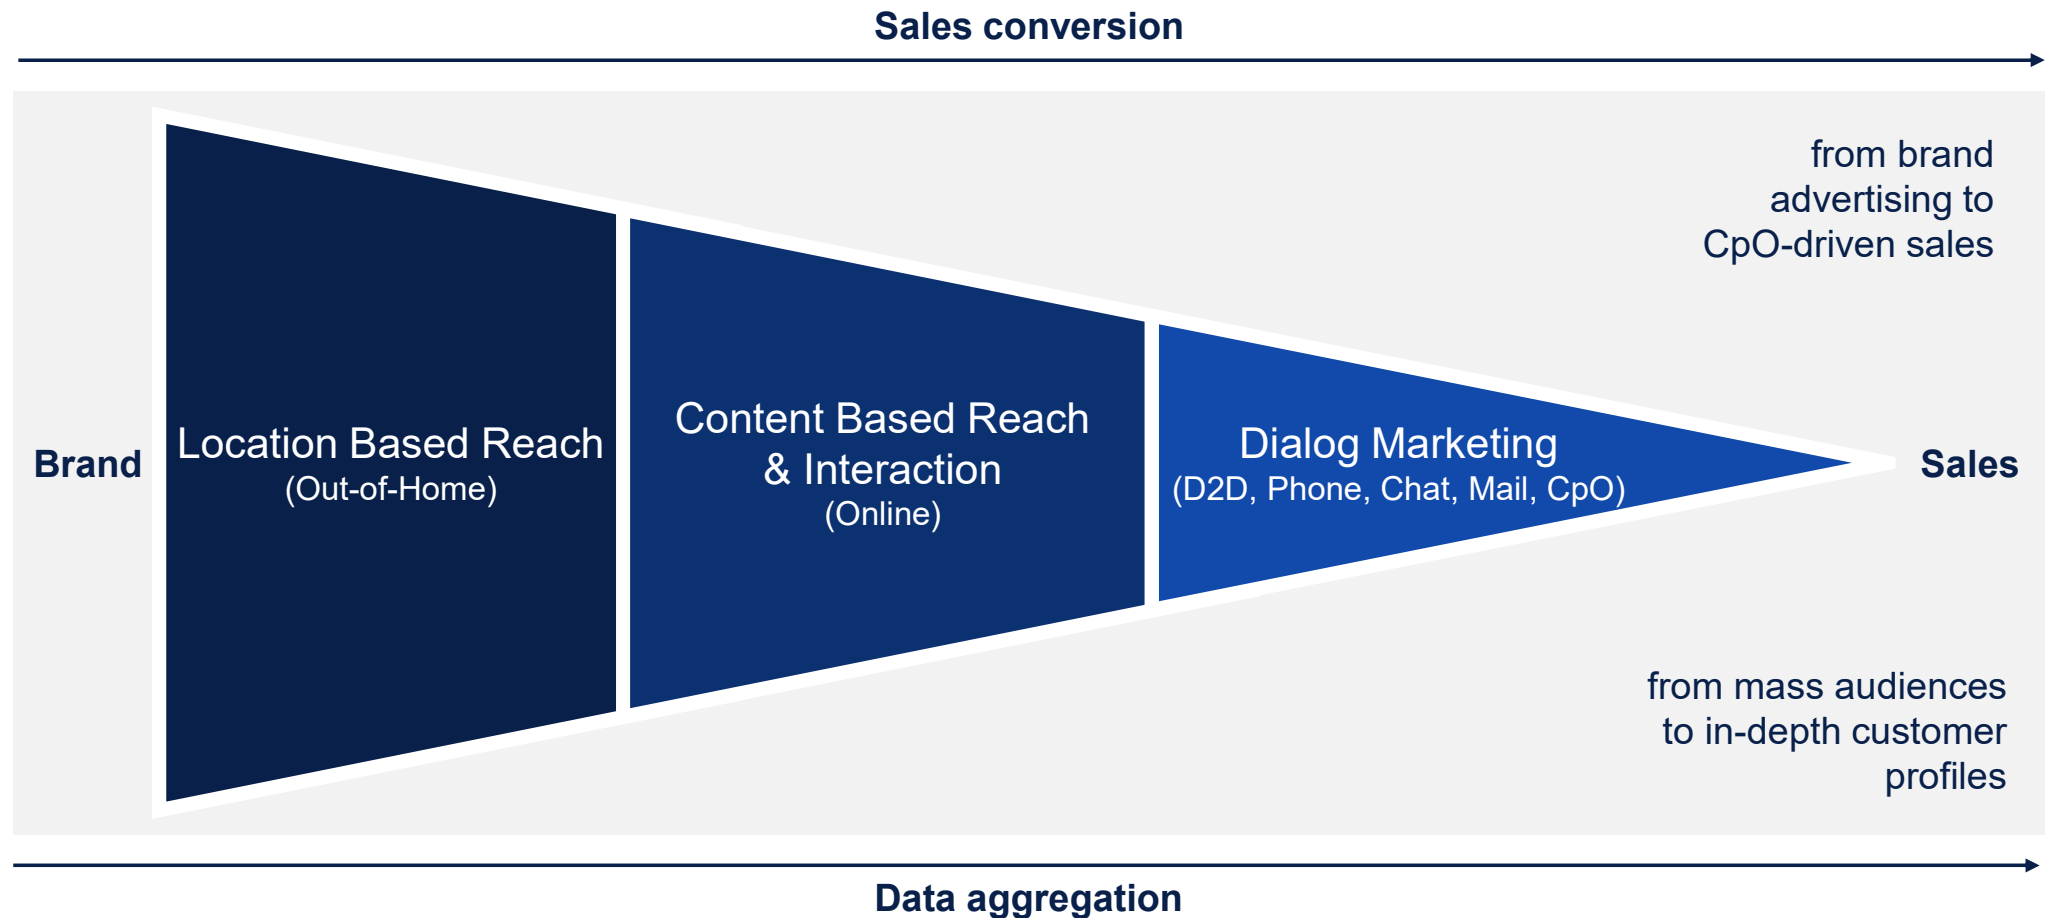 Sales conversion
from brand
advertising to
CpO-driven sales
Brand
Location Based Reach
(Out-of-Home)
Content Based Reach
& Interaction
(Online)
Dialog Marketing
(D2D, Phone, Chat, Mail, CpO)
Sales
from mass audiences
to in-depth customer
profiles
Data aggregation